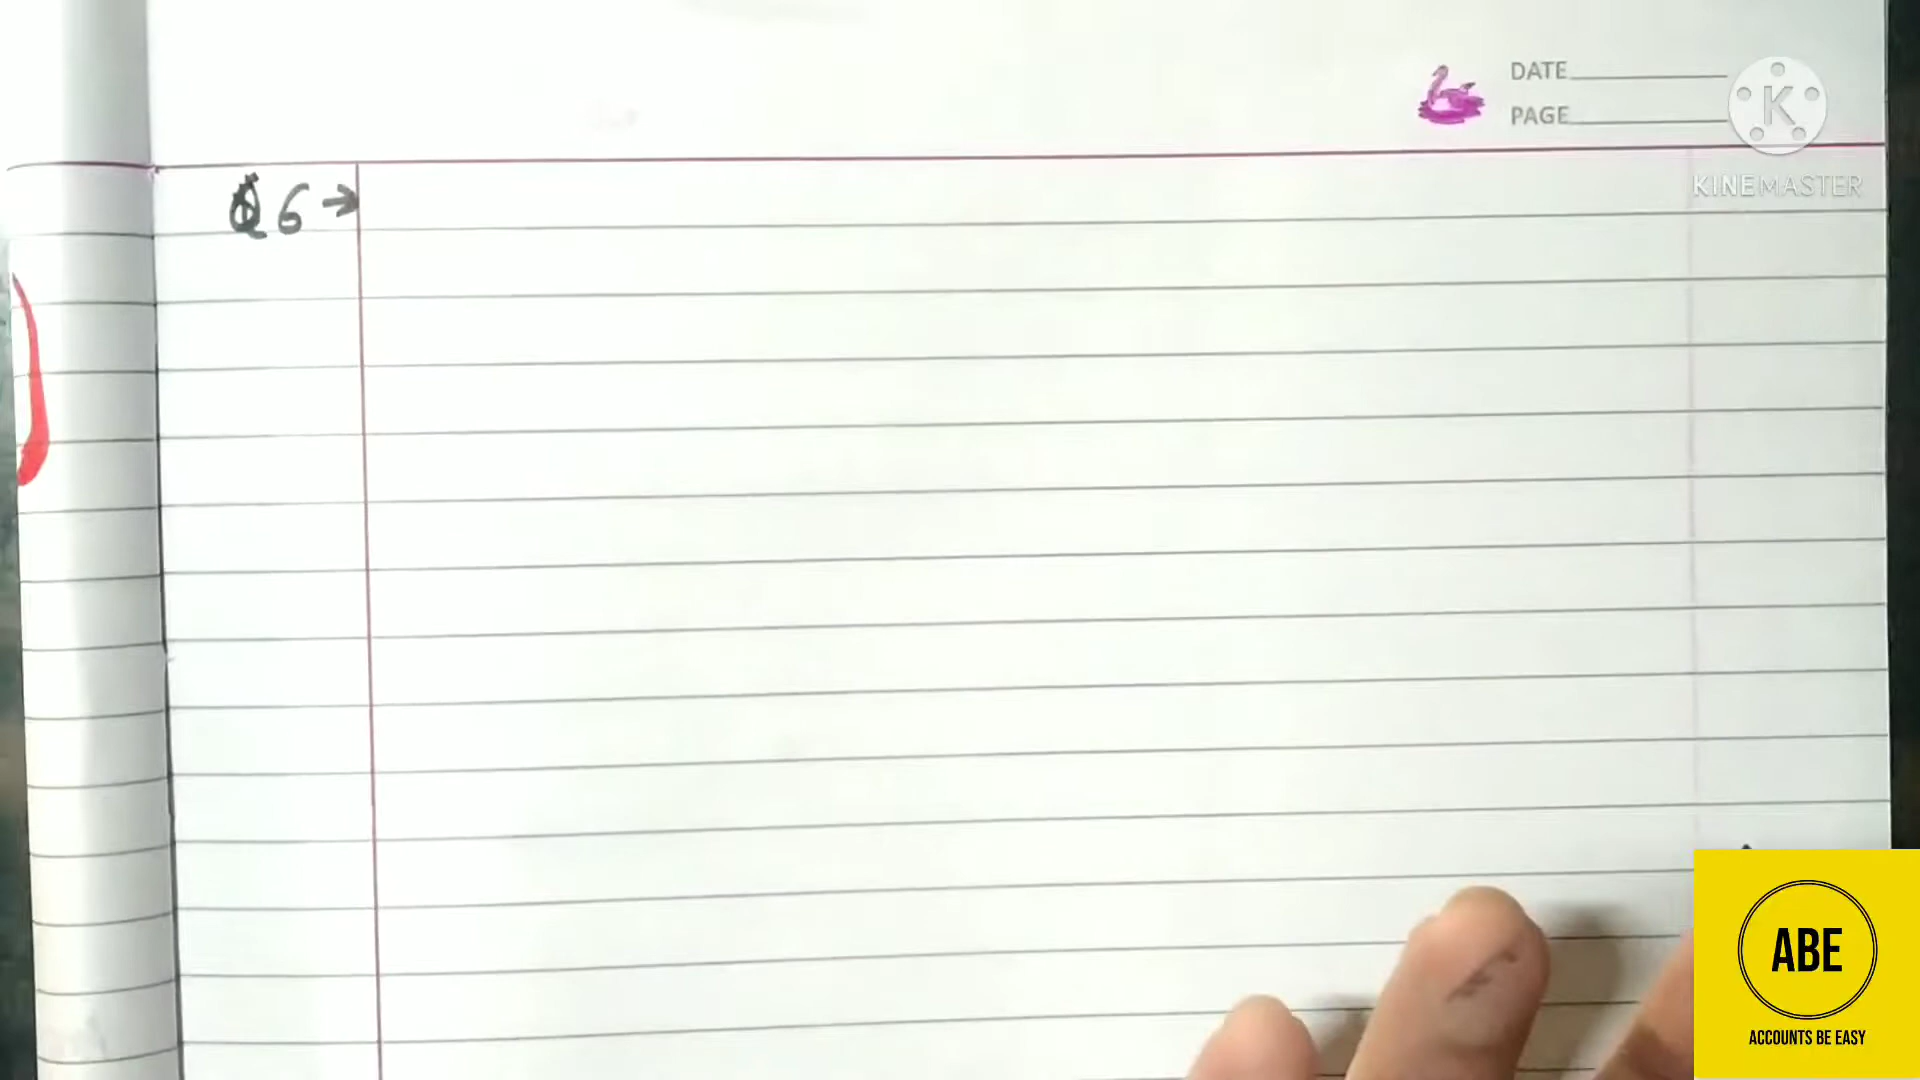 DATE
PAGE
KINEMASTER
Q6→
K
ABE
ACCOUNTS BE EASY